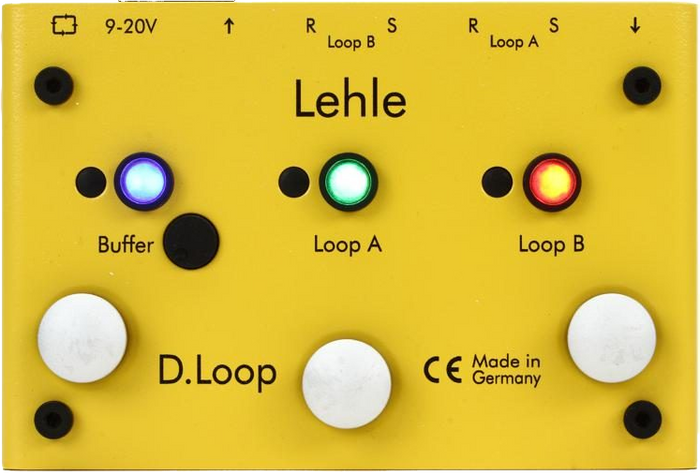 9-20V ↑ R S R S ↓
Loop B Loop A
Lehle
Buffer Loop A Loop B
D.Loop CE Made in
Germany